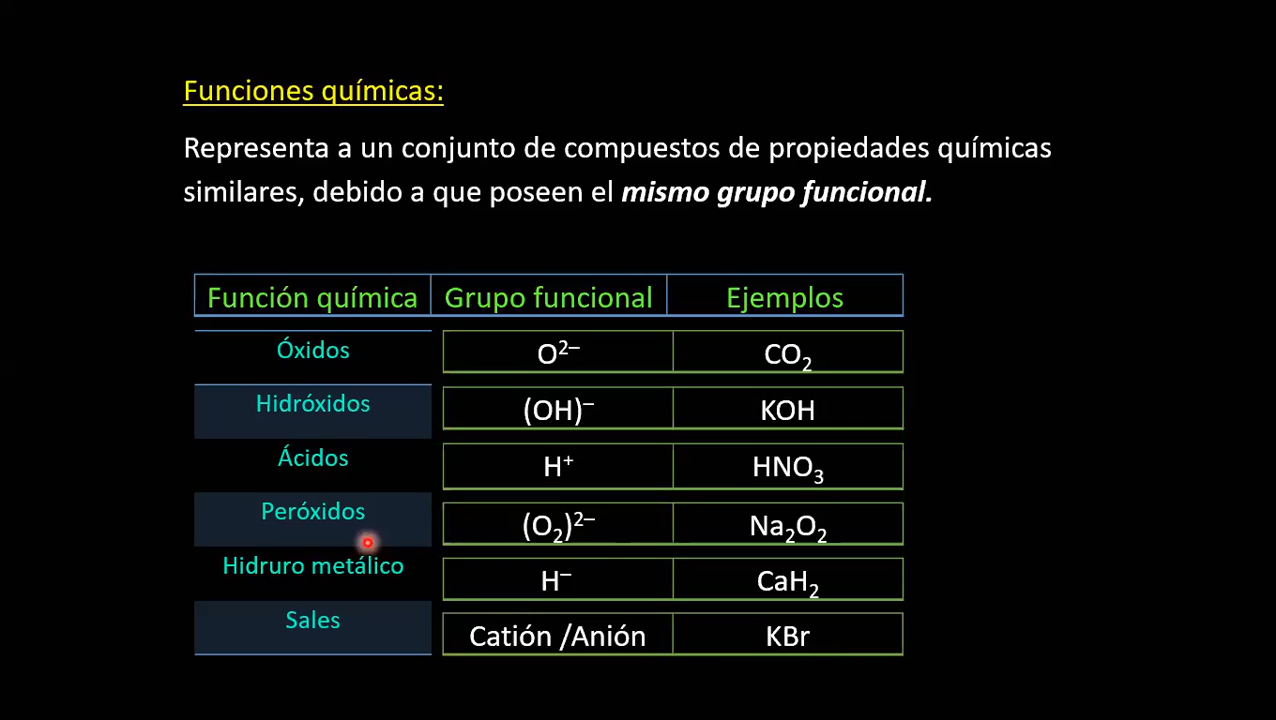 Funciones químicas:
Representa a un conjunto de compuestos de propiedades químicas
similares, debido a que poseen el mismo grupo funcional.
Función química Grupo funcional Ejemplos
Óxidos O²⁻ CO₂
Hidróxidos (OH)⁻ KOH
Ácidos H⁺ HNO₃
Peróxidos (O₂)²⁻ Na₂O₂
Hidruro metálico H⁻ CaH₂
Sales Catión /Anión KBr